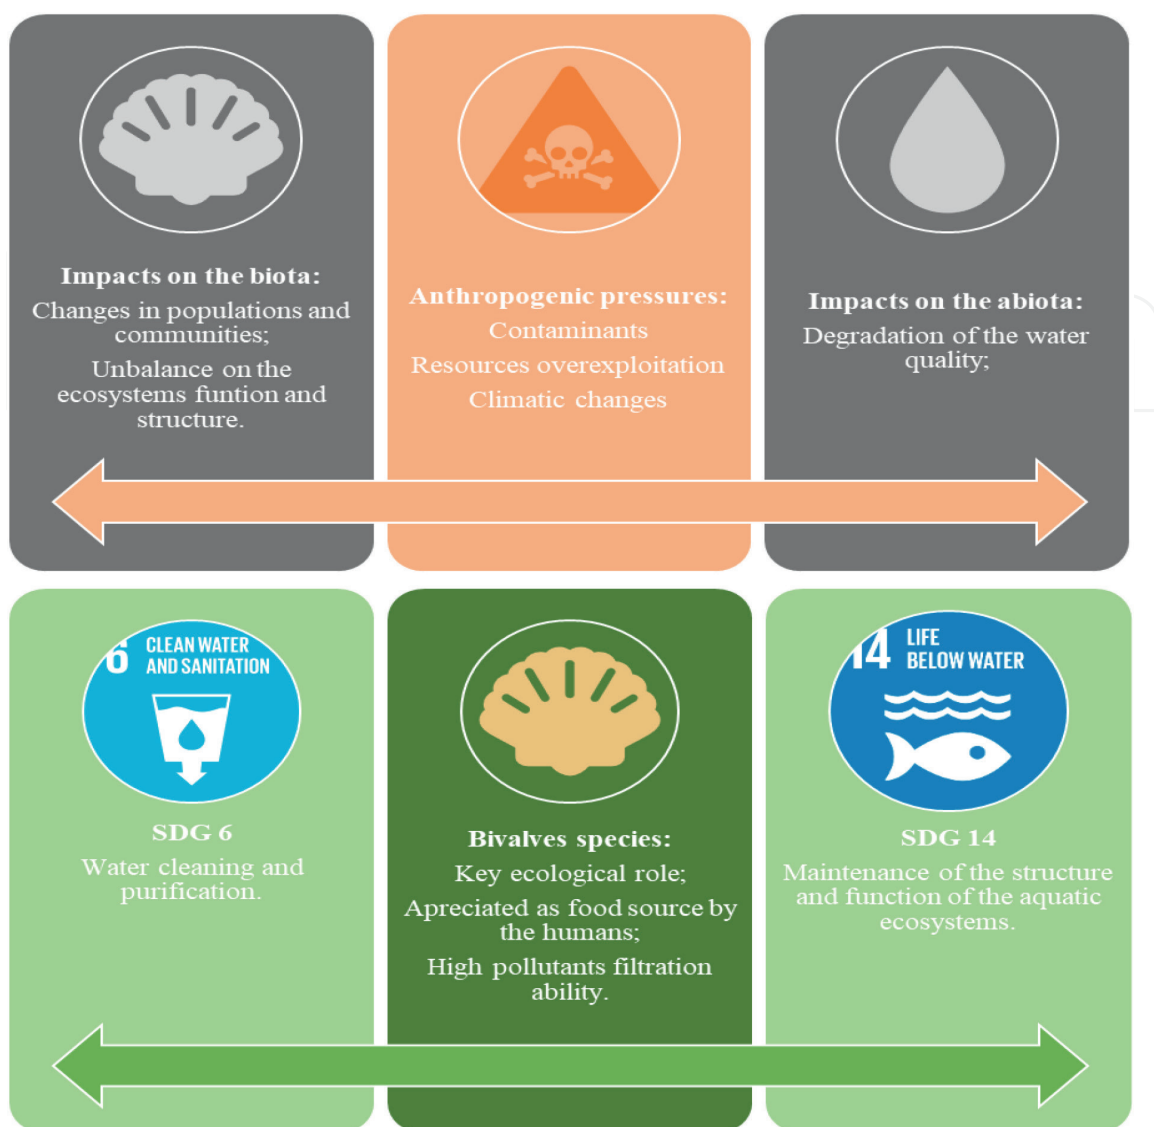 Impacts on the biota:
Changes in populations and
communities;
Unbalance on the
ecosystems funtion and
structure.
Anthropogenic pressures:
Contaminants
Resources overexploitation
Climatic changes
Impacts on the abiota:
Degradation of the water
quality;
6 CLEAN WATER
AND SANITATION
SDG 6
Water cleaning and
purification.
Bivalves species:
Key ecological role;
Apreciated as food source by
the humans;
High pollutants filtration
ability.
14 LIFE
BELOW WATER
SDG 14
Maintenance of the structure
and function of the aquatic
ecosystems.